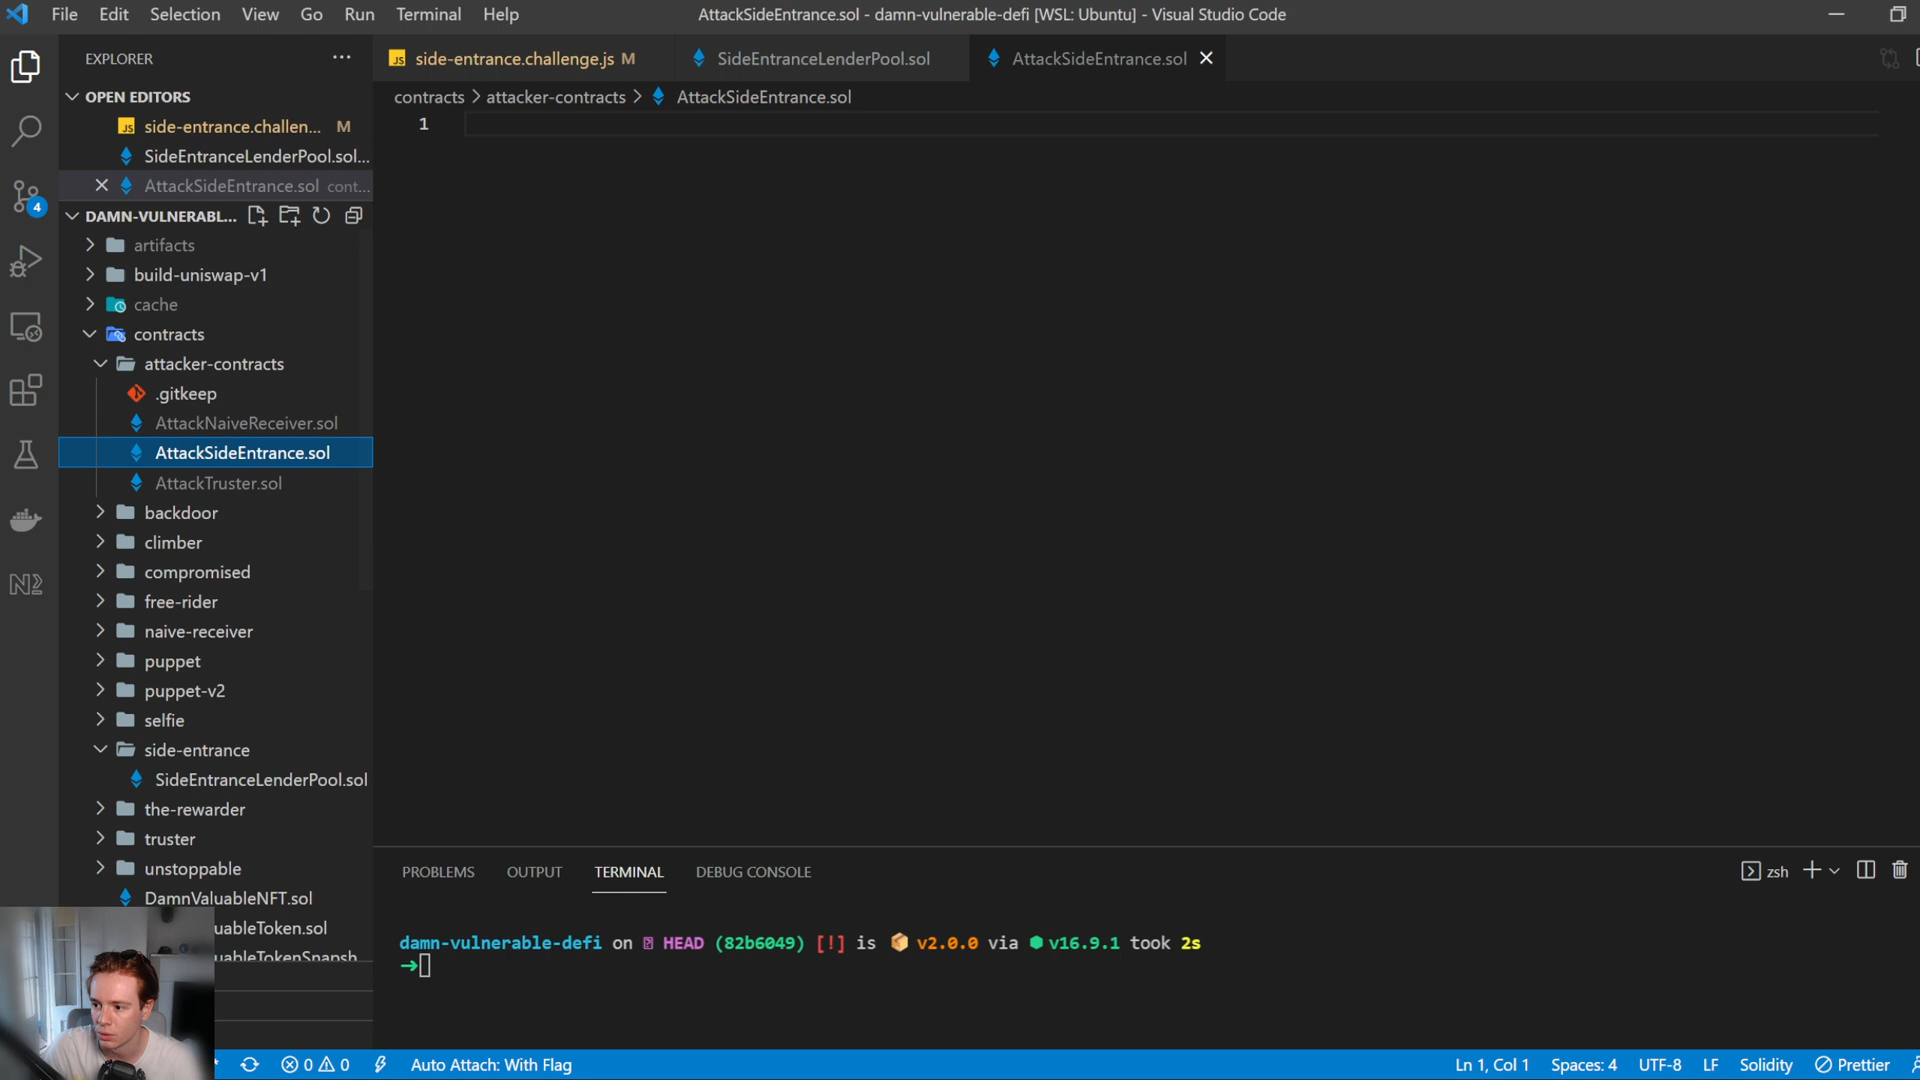 File Edit Selection View Go Run Terminal Help
AttackSideEntrance.sol - damn-vulnerable-defi [WSL: Ubuntu] - Visual Studio Code
EXPLORER
OPEN EDITORS
side-entrance.challen... M
SideEntranceLenderPool.sol...
AttackSideEntrance.sol cont...
4
DAMN-VULNERABL...
artifacts
build-uniswap-v1
cache
contracts
attacker-contracts
.gitkeep
AttackNaiveReceiver.sol
AttackSideEntrance.sol
AttackTruster.sol
backdoor
climber
compromised
free-rider
naive-receiver
puppet
puppet-v2
selfie
side-entrance
SideEntranceLenderPool.sol
the-rewarder
truster
unstoppable
DamnValuableNFT.sol
uableToken.sol
uableTokenSnapsh
side-entrance.challenge.js M
SideEntranceLenderPool.sol
AttackSideEntrance.sol
contracts > attacker-contracts > AttackSideEntrance.sol
1
PROBLEMS OUTPUT TERMINAL DEBUG CONSOLE
zsh
damn-vulnerable-defi on HEAD (82b6049) [!] is v2.0.0 via v16.9.1 took 2s
0 0 Auto Attach: With Flag
Ln 1, Col 1 Spaces: 4 UTF-8 LF Solidity Prettier